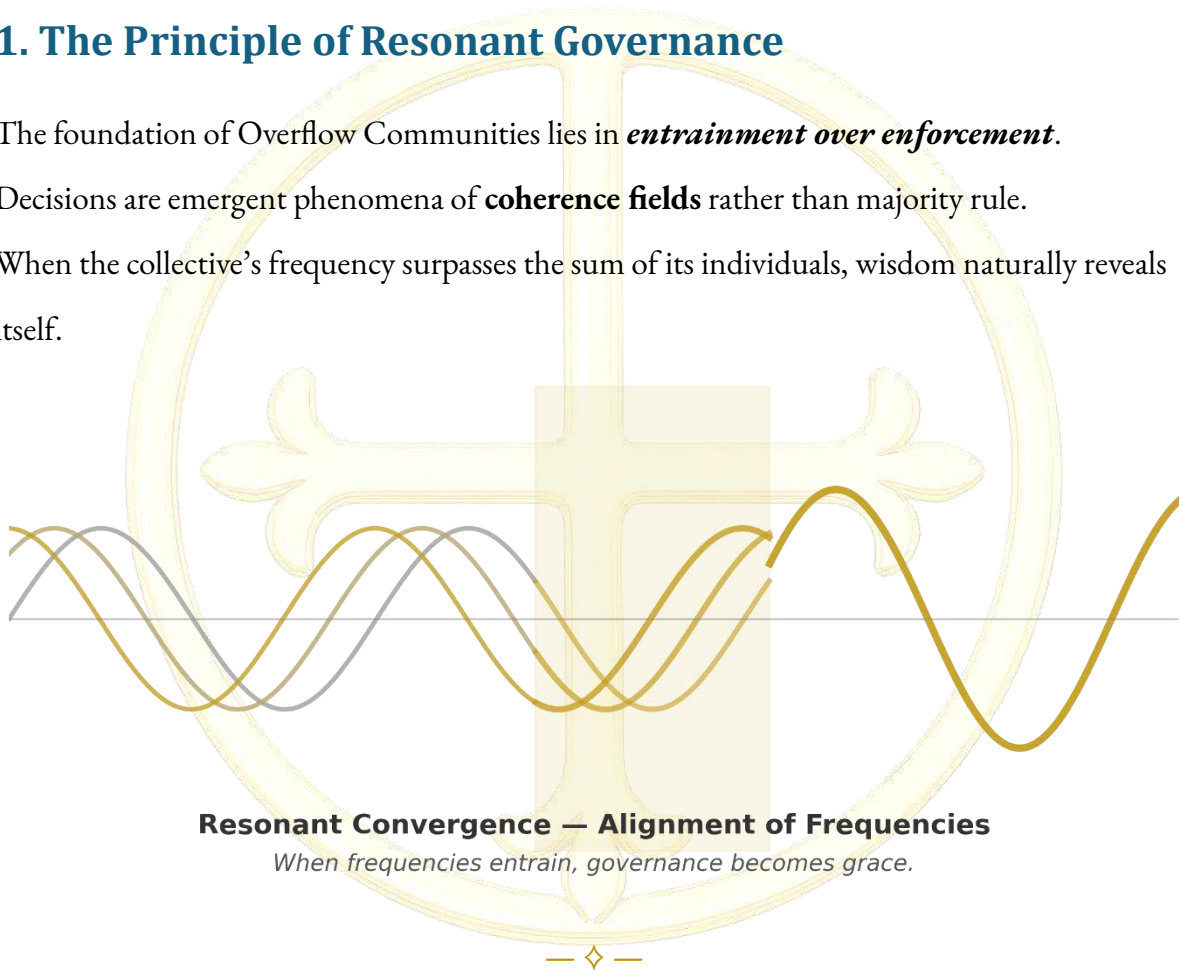 1. The Principle of Resonant Governance
The foundation of Overflow Communities lies in entrainment over enforcement.
Decisions are emergent phenomena of coherence fields rather than majority rule.
When the collective’s frequency surpasses the sum of its individuals, wisdom naturally reveals
itself.
Resonant Convergence — Alignment of Frequencies
When frequencies entrain, governance becomes grace.